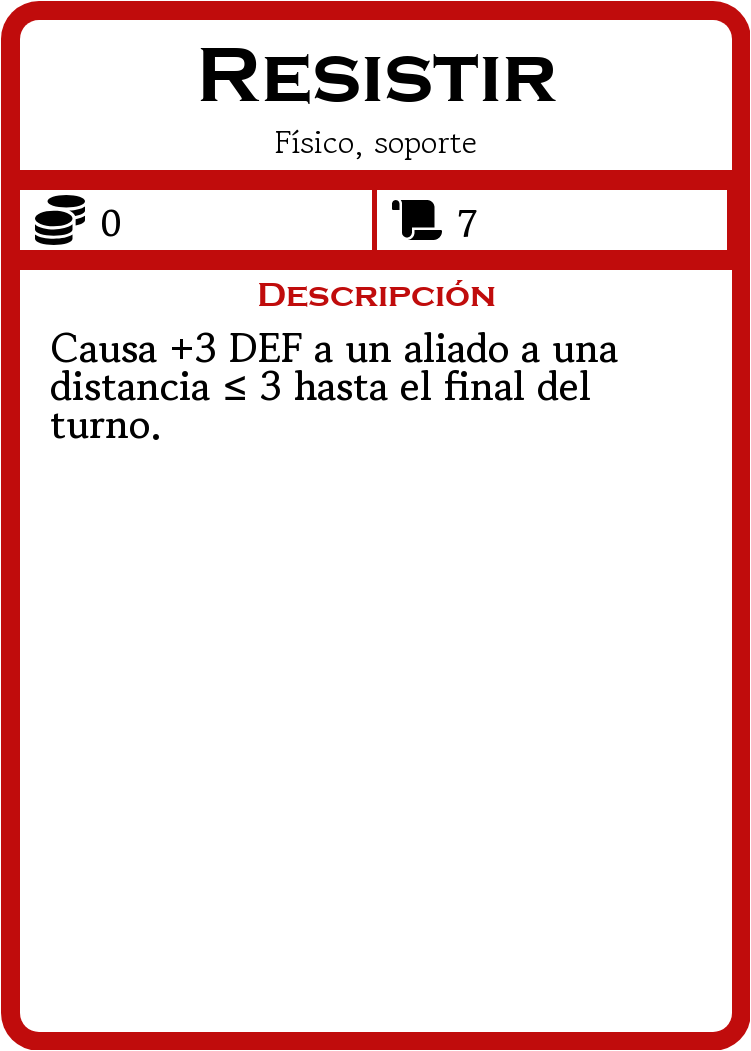 Resistir
Físico, soporte
0
7
Descripción
Causa +3 DEF a un aliado a una
distancia ≤ 3 hasta el final del
turno.